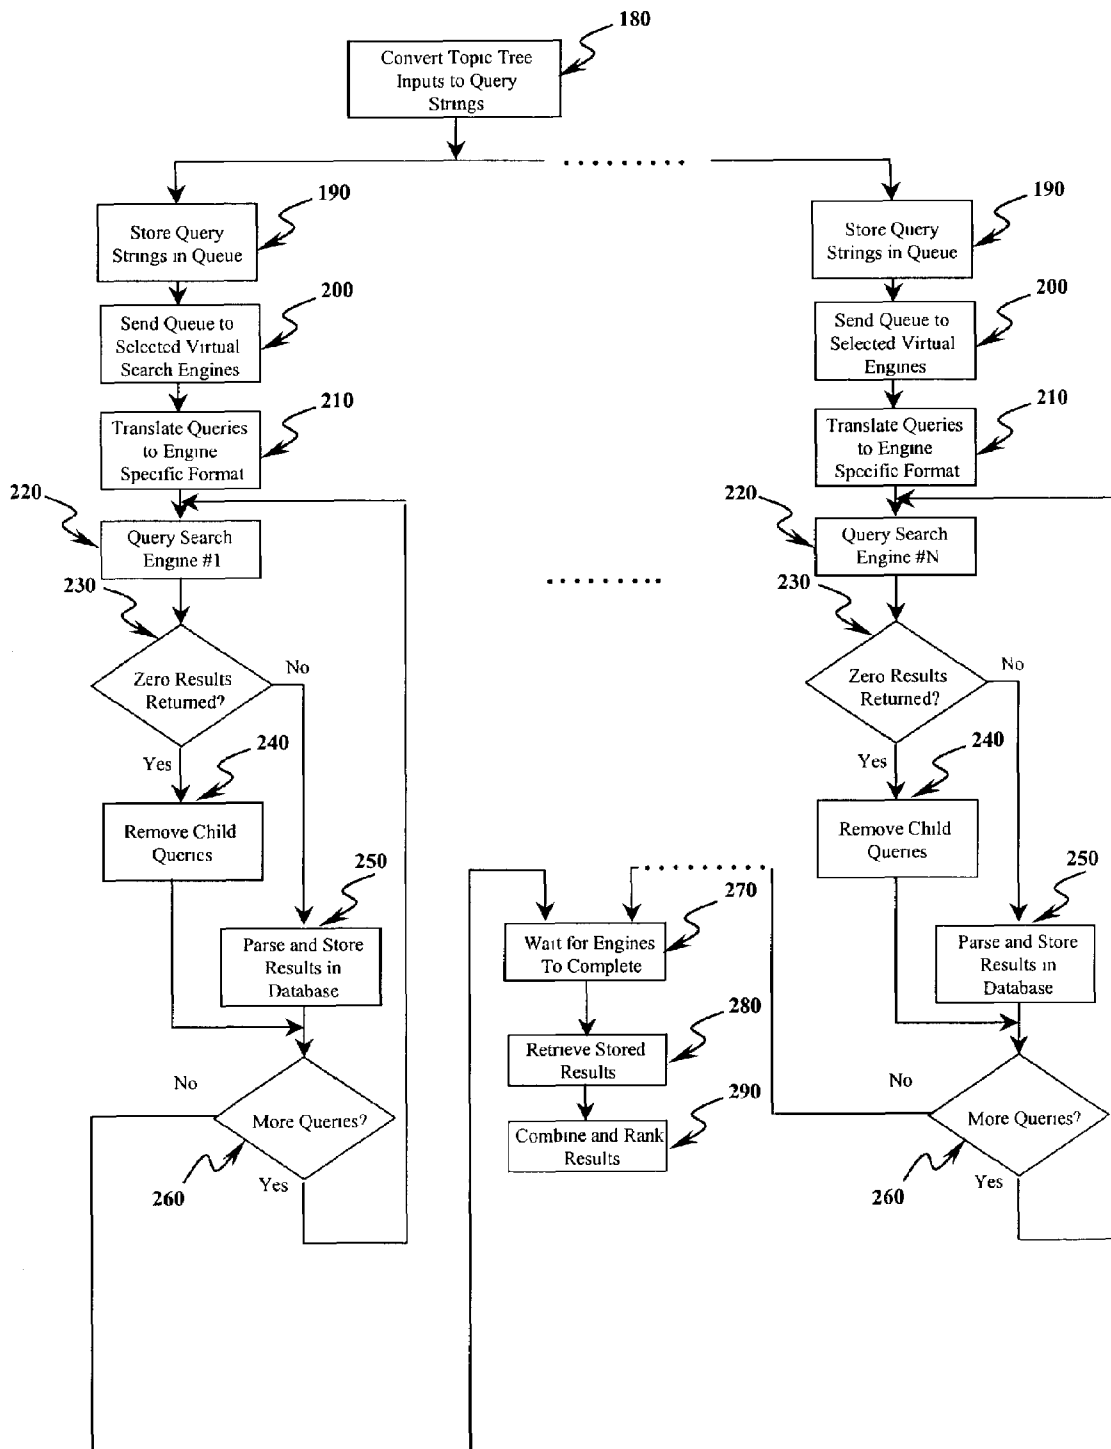 180
Convert Topic Tree
Inputs to Query
Strings
190
Store Query
Strings in Queue
200
Send Queue to
Selected Virtual
Search Engines
210
Translate Queries
to Engine
Specific Format
220
Query Search
Engine #1
230
Zero Results
Returned?
No
Yes
240
Remove Child
Queries
250
Parse and Store
Results in
Database
No
More Queries?
260
Yes
270
Wait for Engines
To Complete
280
Retrieve Stored
Results
290
Combine and Rank
Results
190
Store Query
Strings in Queue
200
Send Queue to
Selected Virtual
Engines
210
Translate Queries
to Engine
Specific Format
220
Query Search
Engine #N
230
Zero Results
Returned?
No
Yes
240
Remove Child
Queries
250
Parse and Store
Results in
Database
No
More Queries?
260
Yes